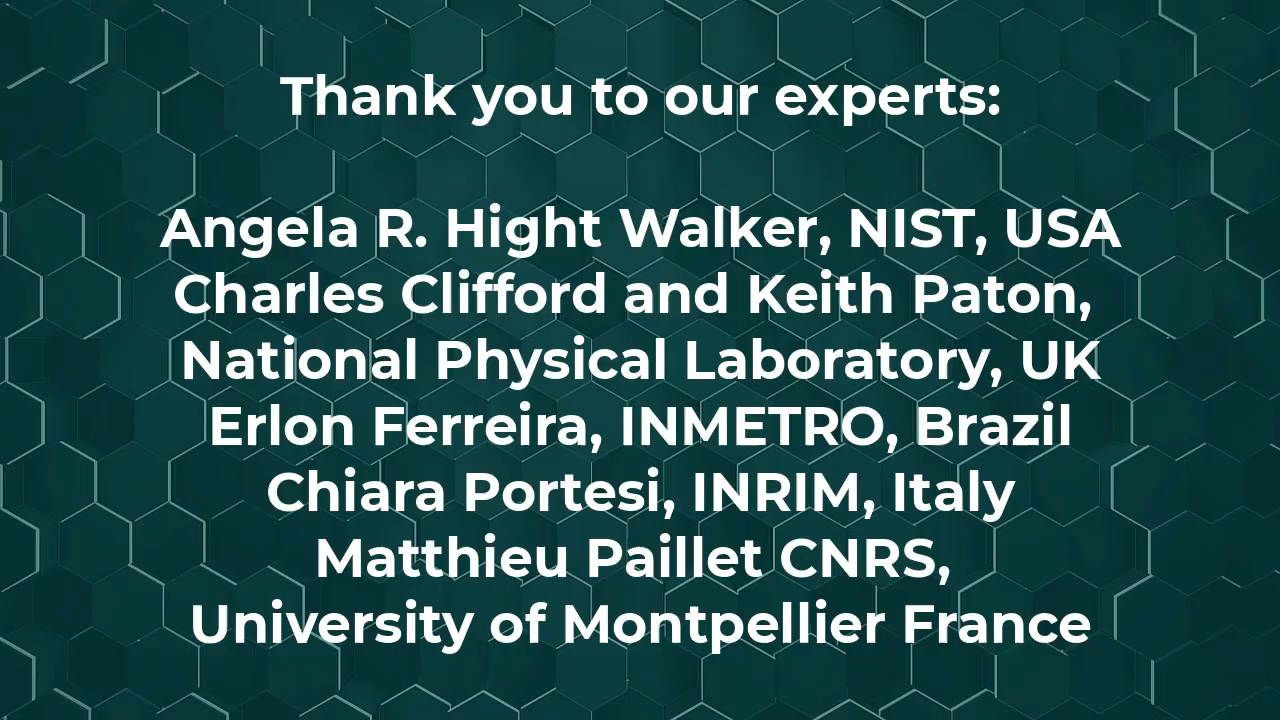 Thank you to our experts:
Angela R. Hight Walker, NIST, USA
Charles Clifford and Keith Paton,
National Physical Laboratory, UK
Erlon Ferreira, INMETRO, Brazil
Chiara Portesi, INRIM, Italy
Matthieu Paillet CNRS,
University of Montpellier France